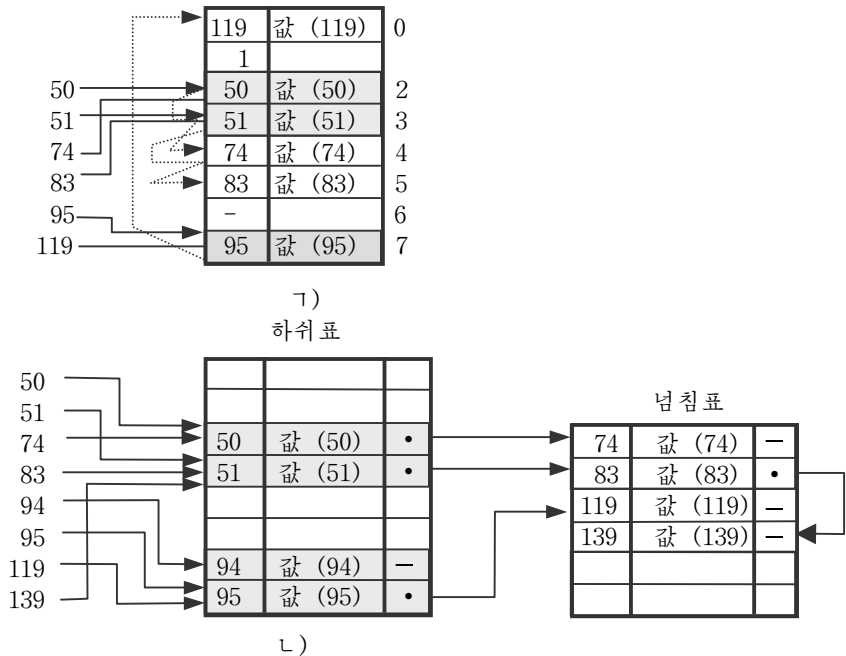 119 값 (119) 0
1
50 50 값 (50) 2
51 51 값 (51) 3
74 74 값 (74) 4
83 83 값 (83) 5
95 - 6
119 95 값 (95) 7
ㄱ)
하쉬표
넘침표
50
51
74 50 값 (50) • 74 값 (74) —
83 51 값 (51) • 83 값 (83) •
94 119 값 (119) —
95 139 값 (139) —
119 94 값 (94) —
139 95 값 (95) •
ㄴ)